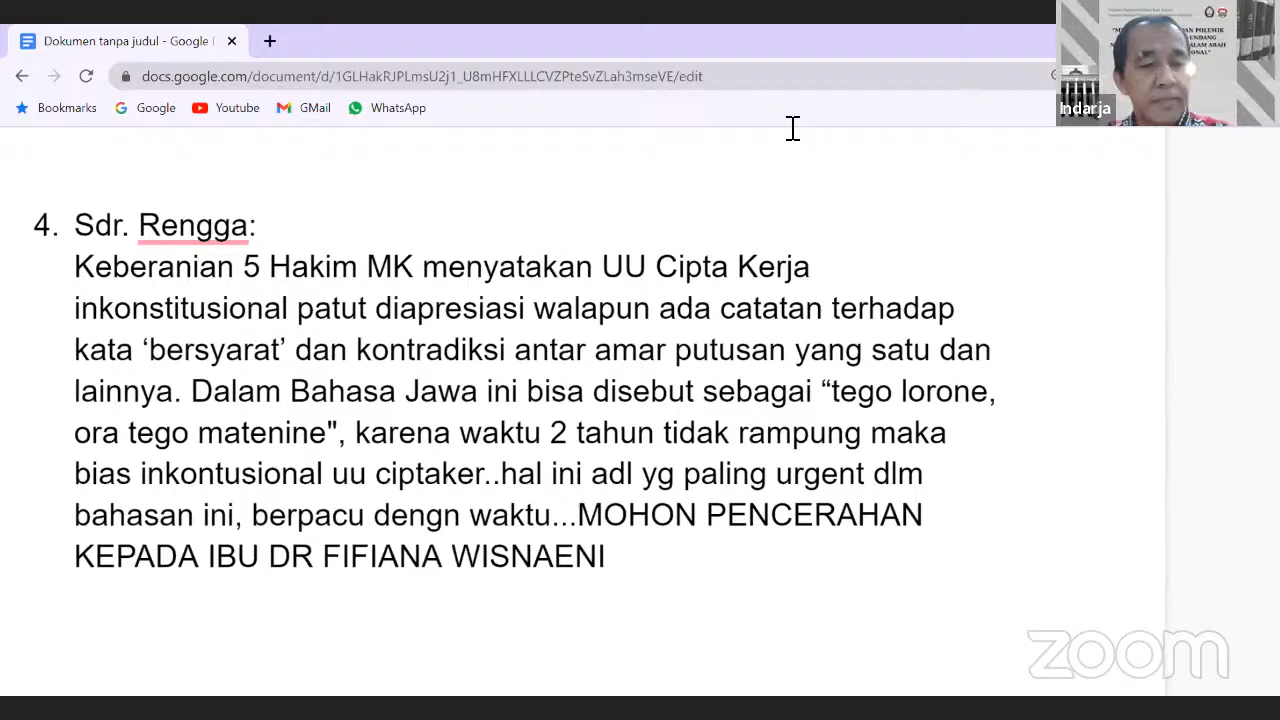 Dokumen tanpa judul - Google D
docs.google.com/document/d/1GLHakRJPLmsU2j1_U8mHFXLLLCVZPteSvZLah3mseVE/edit
Bookmarks Google Youtube GMail WhatsApp
POLEMIK
UNDANG
ALAM ARAH
Indarja
4. Sdr. Rengga:
Keberanian 5 Hakim MK menyatakan UU Cipta Kerja
inkonstitusional patut diapresiasi walapun ada catatan terhadap
kata ‘bersyarat’ dan kontradiksi antar amar putusan yang satu dan
lainnya. Dalam Bahasa Jawa ini bisa disebut sebagai “tego lorone,
ora tego matenine", karena waktu 2 tahun tidak rampung maka
bias inkontusional uu ciptaker..hal ini adl yg paling urgent dlm
bahasan ini, berpacu dengn waktu...MOHON PENCERAHAN
KEPADA IBU DR FIFIANA WISNAENI
zoom